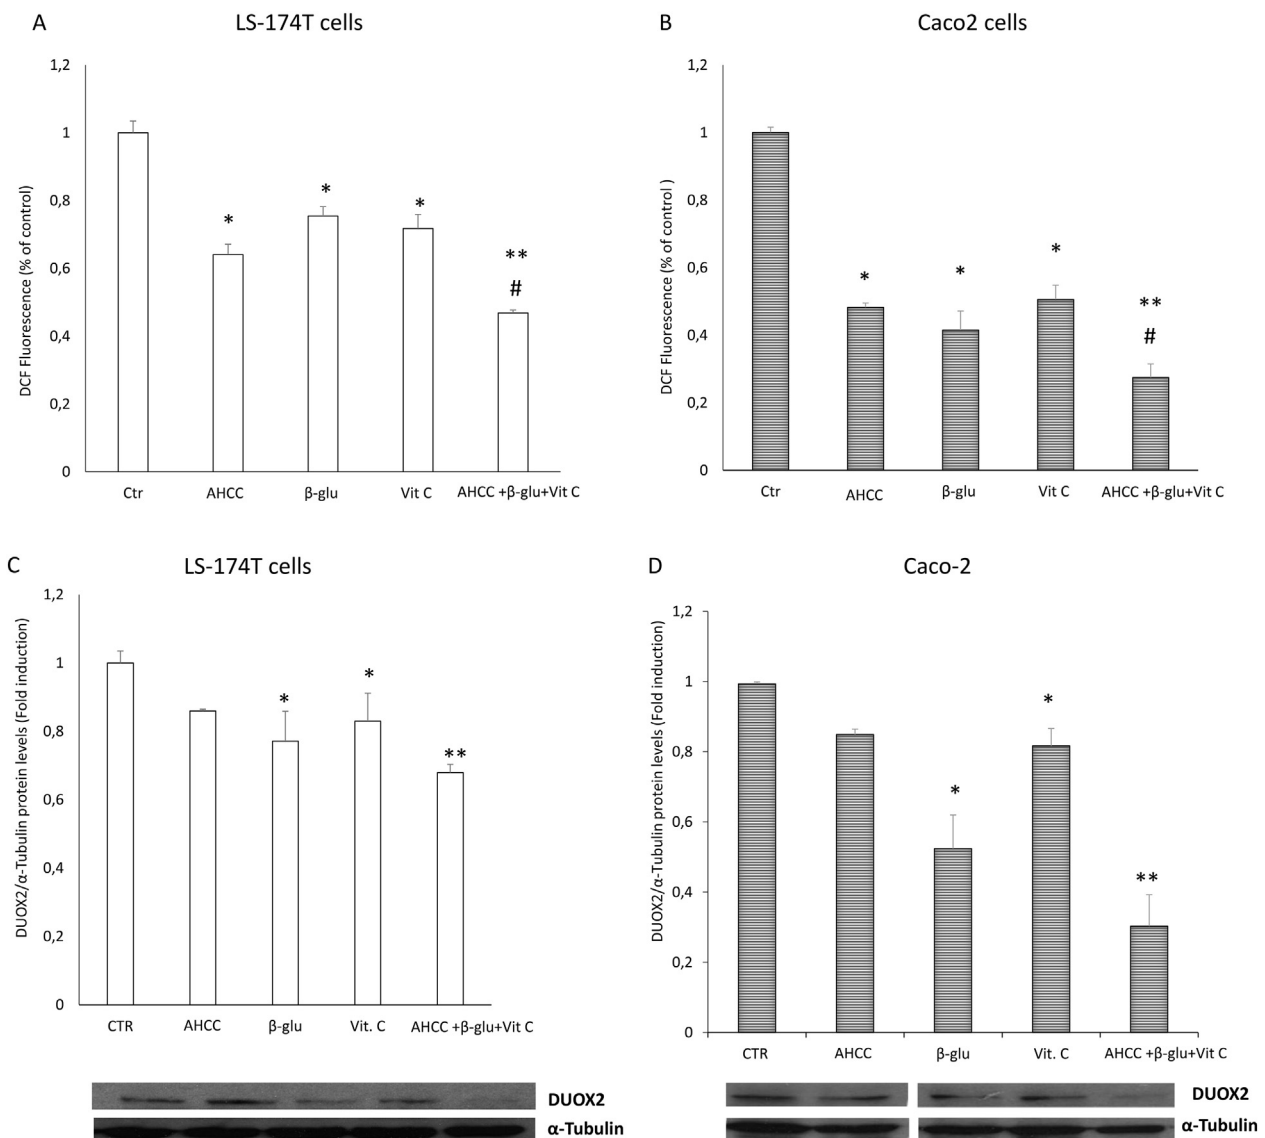 A
LS-174T cells
DCF Fluorescence (% of control)
1,2
1
0,8
0,6
0,4
0,2
0
*
*
*
**
#
Ctr
AHCC
β-glu
Vit C
AHCC +β-glu+Vit C
B
Caco2 cells
DCF Fluorescence (% of control )
1,2
1
0,8
0,6
0,4
0,2
0
*
*
*
**
#
Ctr
AHCC
β-glu
Vit C
AHCC +β-glu+Vit C
C
LS-174T cells
DUOX2/α-Tubulin protein levels (Fold induction)
1,2
1
0,8
0,6
0,4
0,2
0
*
*
**
CTR
AHCC
β-glu
Vit. C
AHCC +β-glu+Vit C
DUOX2
α-Tubulin
D
Caco-2
DUOX2/α-Tubulin protein levels (Fold induction)
1,2
1
0,8
0,6
0,4
0,2
0
*
*
**
CTR
AHCC
β-glu
Vit. C
AHCC +β-glu+Vit C
DUOX2
α-Tubulin